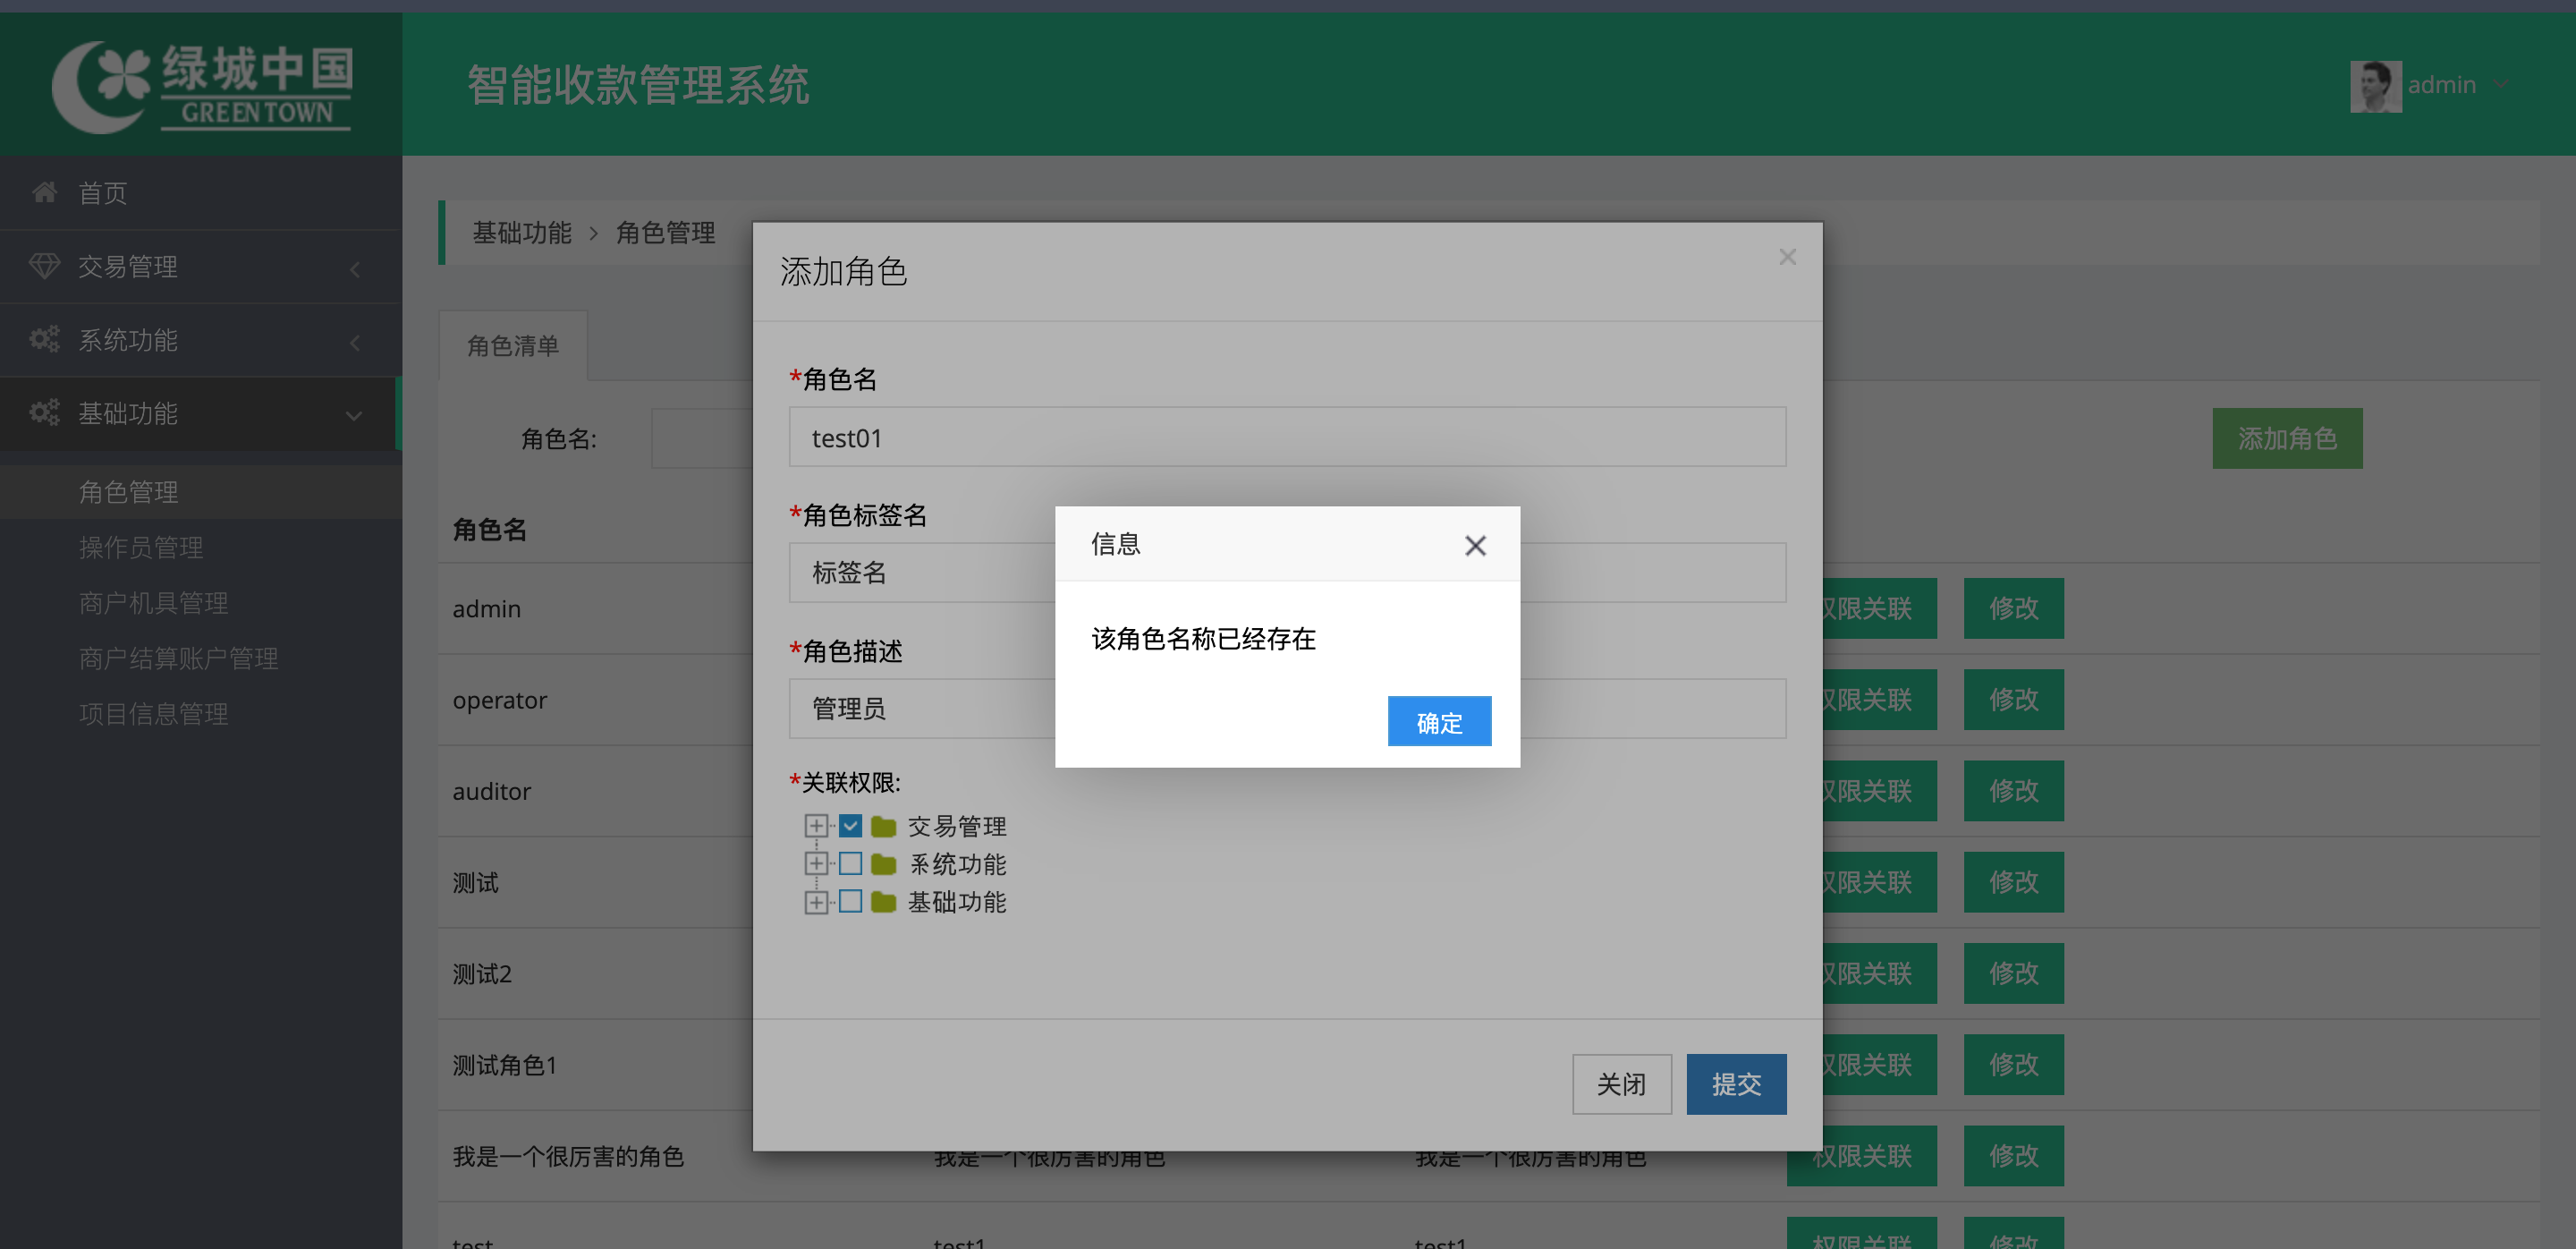 绿城中国
GREENTOWN
智能收款管理系统
admin
首页
交易管理
系统功能
基础功能
角色管理
操作员管理
商户机具管理
商户结算账户管理
项目信息管理
基础功能 > 角色管理
角色清单
角色名:
添加角色
角色名
admin
权限关联 修改
operator
权限关联 修改
auditor
权限关联 修改
测试
权限关联 修改
测试2
权限关联 修改
测试角色1
权限关联 修改
我是一个很厉害的角色 我是一个很厉害的角色 我是一个很厉害的角色 权限关联 修改
test test1 test1 权限关联 修改
添加角色
*角色名
test01
*角色标签名
标签名
*角色描述
管理员
*关联权限:
交易管理
系统功能
基础功能
关闭 提交
信息
该角色名称已经存在
确定